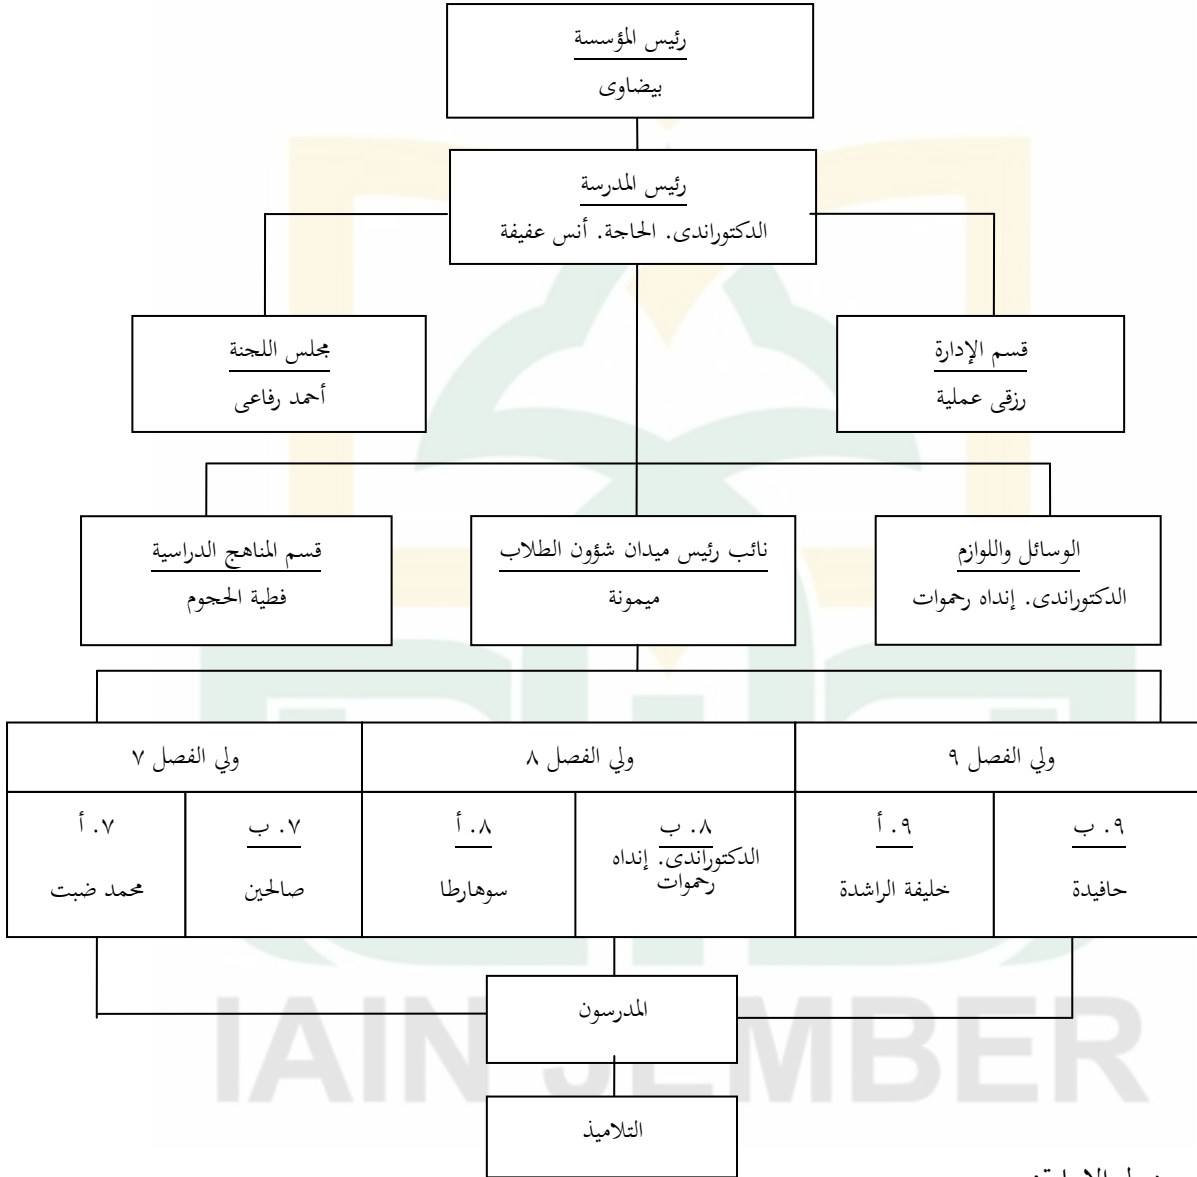 رئيس المؤسسة
بيضاوى
رئيس المدرسة
الدكتوراندى. الحاجة. أنس عفيفة
قسم الإدارة
رزقى عملية
مجلس اللجنة
أحمد رفاعى
الوسائل واللوازم
الدكتوراندى. إنداه رحموات
نائب رئيس ميدان شؤون الطلاب
ميمونة
قسم المناهج الدراسية
فطية الحجوم
ولي الفصل ٩
ولي الفصل ٨
ولي الفصل ٧
٩. ب
حافيدة
٩. أ
خليفة الراشدة
٨. ب
الدكتوراندى. إنداه
رحموات
٨. أ
سوهارطا
٧. ب
صالحين
٧. أ
محمد ضبت
المدرسون
التلاميذ
IAIN JEMBER